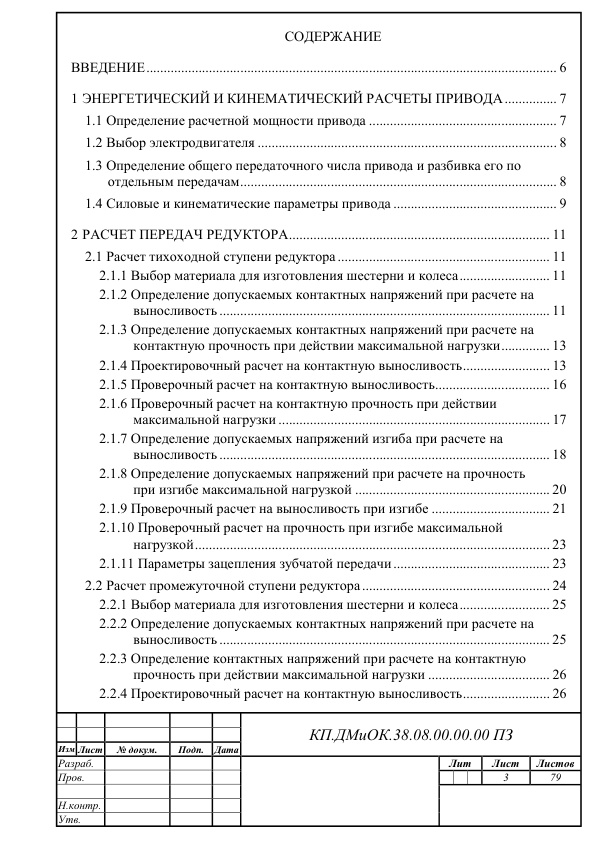 СОДЕРЖАНИЕ
ВВЕДЕНИЕ ........ 6
1 ЭНЕРГЕТИЧЕСКИЙ И КИНЕМАТИЧЕСКИЙ РАСЧЕТЫ ПРИВОДА ........ 7
1.1 Определение расчетной мощности привода ........ 7
1.2 Выбор электродвигателя ........ 8
1.3 Определение общего передаточного числа привода и разбивка его по
отдельным передачам ........ 8
1.4 Силовые и кинематические параметры привода ........ 9
2 РАСЧЕТ ПЕРЕДАЧ РЕДУКТОРА ........ 11
2.1 Расчет тихоходной ступени редуктора ........ 11
2.1.1 Выбор материала для изготовления шестерни и колеса ........ 11
2.1.2 Определение допускаемых контактных напряжений при расчете на
выносливость ........ 11
2.1.3 Определение допускаемых контактных напряжений при расчете на
контактную прочность при действии максимальной нагрузки ........ 13
2.1.4 Проектировочный расчет на контактную выносливость ........ 13
2.1.5 Проверочный расчет на контактную выносливость ........ 16
2.1.6 Проверочный расчет на контактную прочность при действии
максимальной нагрузки ........ 17
2.1.7 Определение допускаемых напряжений изгиба при расчете на
выносливость ........ 18
2.1.8 Определение допускаемых напряжений при расчете на прочность
при изгибе максимальной нагрузкой ........ 20
2.1.9 Проверочный расчет на выносливость при изгибе ........ 21
2.1.10 Проверочный расчет на прочность при изгибе максимальной
нагрузкой ........ 23
2.1.11 Параметры зацепления зубчатой передачи ........ 23
2.2 Расчет промежуточной ступени редуктора ........ 24
2.2.1 Выбор материала для изготовления шестерни и колеса ........ 25
2.2.2 Определение допускаемых контактных напряжений при расчете на
выносливость ........ 25
2.2.3 Определение контактных напряжений при расчете на контактную
прочность при действии максимальной нагрузки ........ 26
2.2.4 Проектировочный расчет на контактную выносливость ........ 26
КП.ДМиОК.38.08.00.00.00 ПЗ
Изм Лист № докум. Подп. Дата
Разраб. Лит Лист Листов
Пров. 3 79
Н.контр.
Утв.